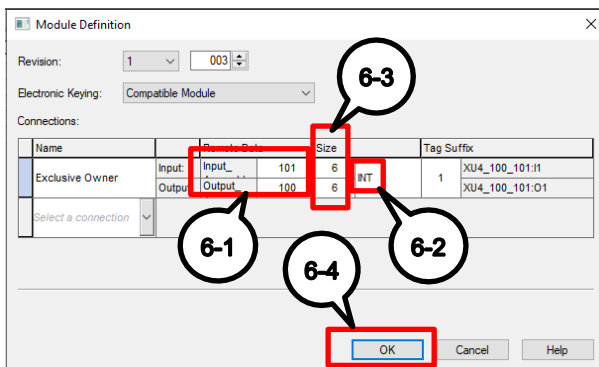 Module Definition
Revision: 1 003
6-3
Electronic Keying: Compatible Module
Connections:
Name Remote Data Size Tag Suffix
Exclusive Owner Input: Input_ 101 6 INT 1 XU4_100_101:I1
Output Output_ 100 6 XU4_100_101:O1
Select a connection
6-1 6-2
6-4
OK Cancel Help